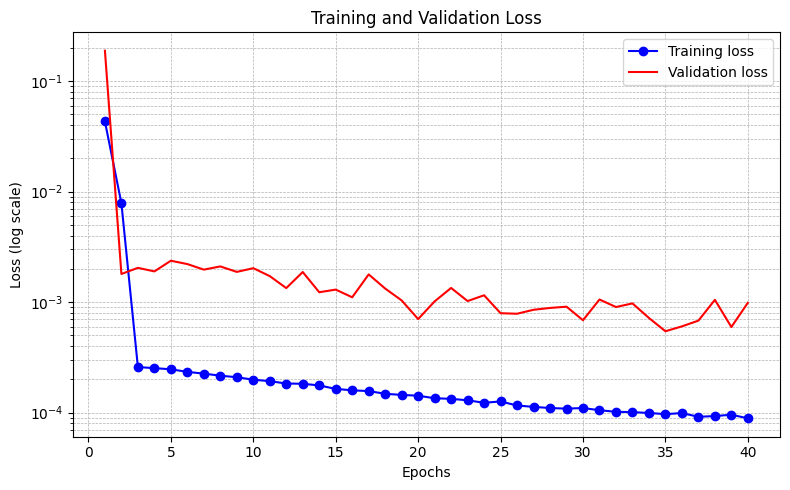 Training and Validation Loss
Training loss
Validation loss
10⁻¹
10⁻²
10⁻³
10⁻⁴
Loss (log scale)
0 5 10 15 20 25 30 35 40
Epochs